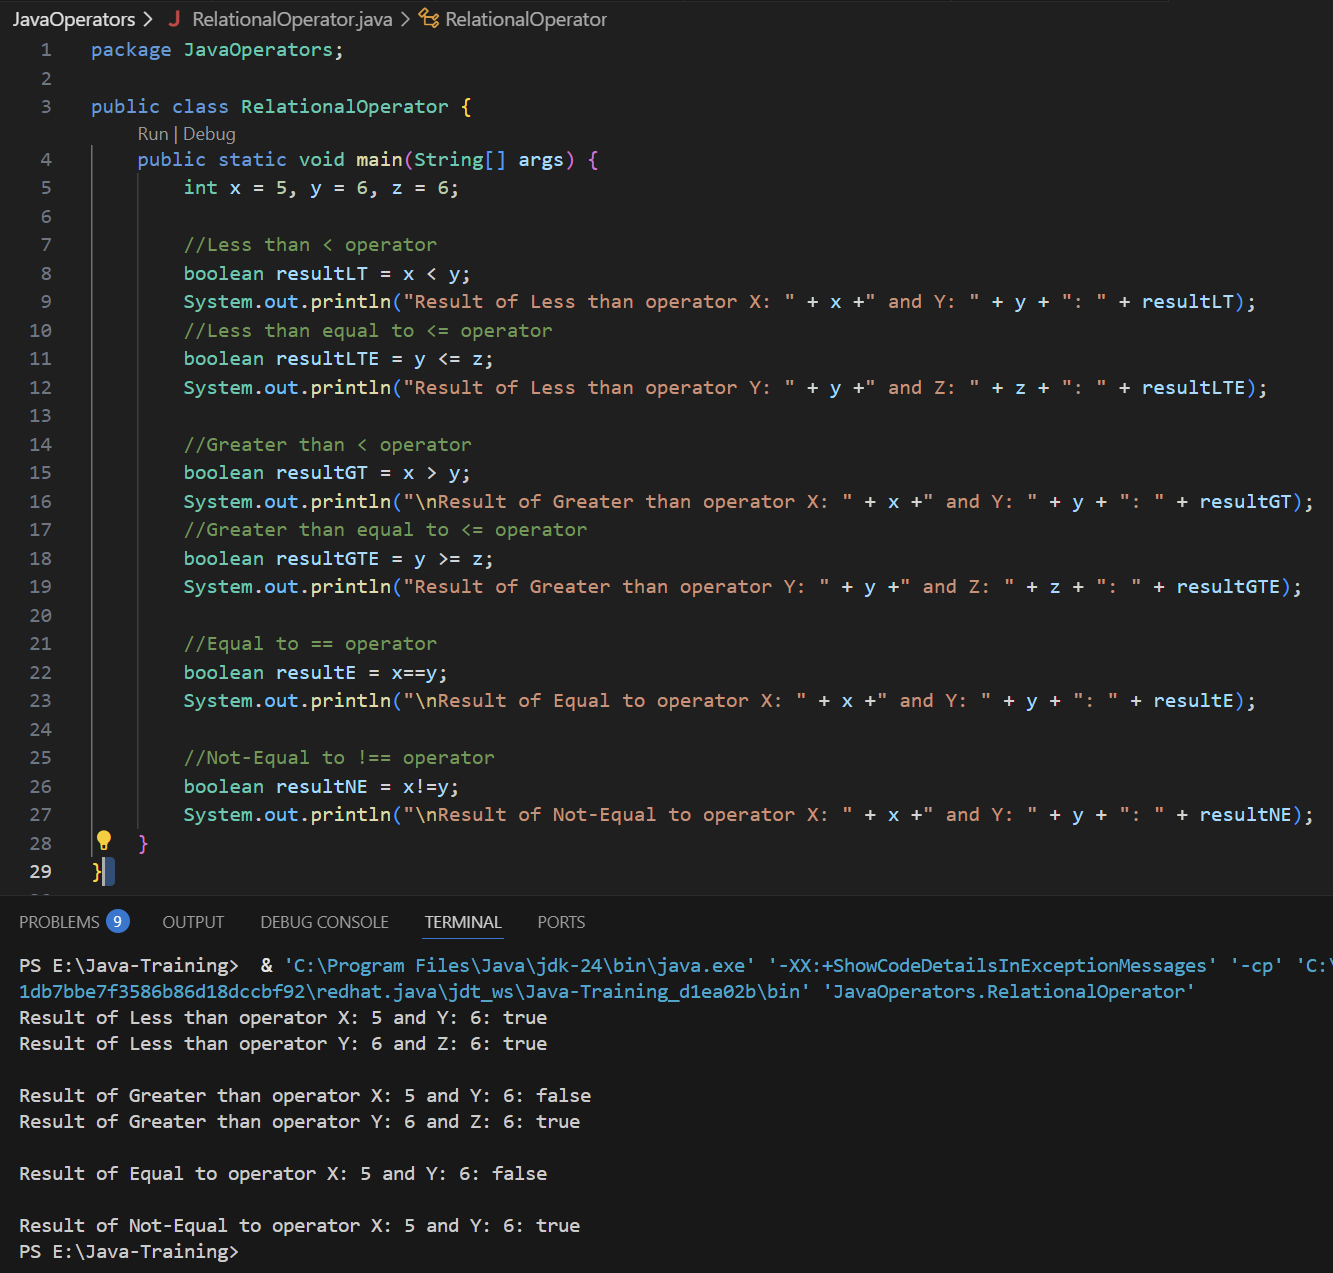 JavaOperators > J RelationalOperator.java > RelationalOperator
1 package JavaOperators;
2
3 public class RelationalOperator {
Run | Debug
4 public static void main(String[] args) {
5 int x = 5, y = 6, z = 6;
6
7 //Less than < operator
8 boolean resultLT = x < y;
9 System.out.println("Result of Less than operator X: " + x +" and Y: " + y + ": " + resultLT);
10 //Less than equal to <= operator
11 boolean resultLTE = y <= z;
12 System.out.println("Result of Less than operator Y: " + y +" and Z: " + z + ": " + resultLTE);
13
14 //Greater than < operator
15 boolean resultGT = x > y;
16 System.out.println("\nResult of Greater than operator X: " + x +" and Y: " + y + ": " + resultGT);
17 //Greater than equal to <= operator
18 boolean resultGTE = y >= z;
19 System.out.println("Result of Greater than operator Y: " + y +" and Z: " + z + ": " + resultGTE);
20
21 //Equal to == operator
22 boolean resultE = x==y;
23 System.out.println("\nResult of Equal to operator X: " + x +" and Y: " + y + ": " + resultE);
24
25 //Not-Equal to !== operator
26 boolean resultNE = x!=y;
27 System.out.println("\nResult of Not-Equal to operator X: " + x +" and Y: " + y + ": " + resultNE);
28 }
29 }
PROBLEMS 9 OUTPUT DEBUG CONSOLE TERMINAL PORTS
PS E:\Java-Training> & 'C:\Program Files\Java\jdk-24\bin\java.exe' '-XX:+ShowCodeDetailsInExceptionMessages' '-cp' 'C:\
1db7bbe7f3586b86d18dccbf92\redhat.java\jdt_ws\Java-Training_d1ea02b\bin' 'JavaOperators.RelationalOperator'
Result of Less than operator X: 5 and Y: 6: true
Result of Less than operator Y: 6 and Z: 6: true
Result of Greater than operator X: 5 and Y: 6: false
Result of Greater than operator Y: 6 and Z: 6: true
Result of Equal to operator X: 5 and Y: 6: false
Result of Not-Equal to operator X: 5 and Y: 6: true
PS E:\Java-Training>